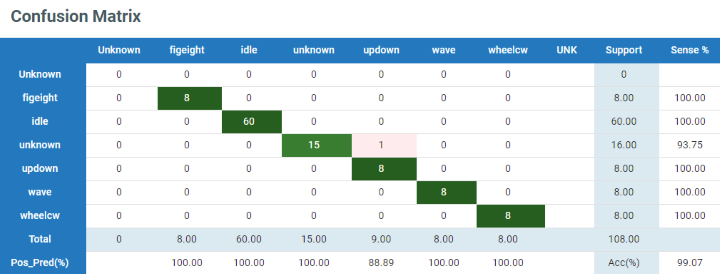 Confusion Matrix
Unknown figeight idle unknown updown wave wheelcw UNK Support Sense %
Unknown 0 0 0 0 0 0 0 0
figeight 0 8 0 0 0 0 0 8.00 100.00
idle 0 0 60 0 0 0 0 60.00 100.00
unknown 0 0 0 15 1 0 0 16.00 93.75
updown 0 0 0 0 8 0 0 8.00 100.00
wave 0 0 0 0 0 8 0 8.00 100.00
wheelcw 0 0 0 0 0 0 8 8.00 100.00
Total 0 8.00 60.00 15.00 9.00 8.00 8.00 108.00
Pos_Pred(%) 100.00 100.00 100.00 88.89 100.00 100.00 Acc(%) 99.07